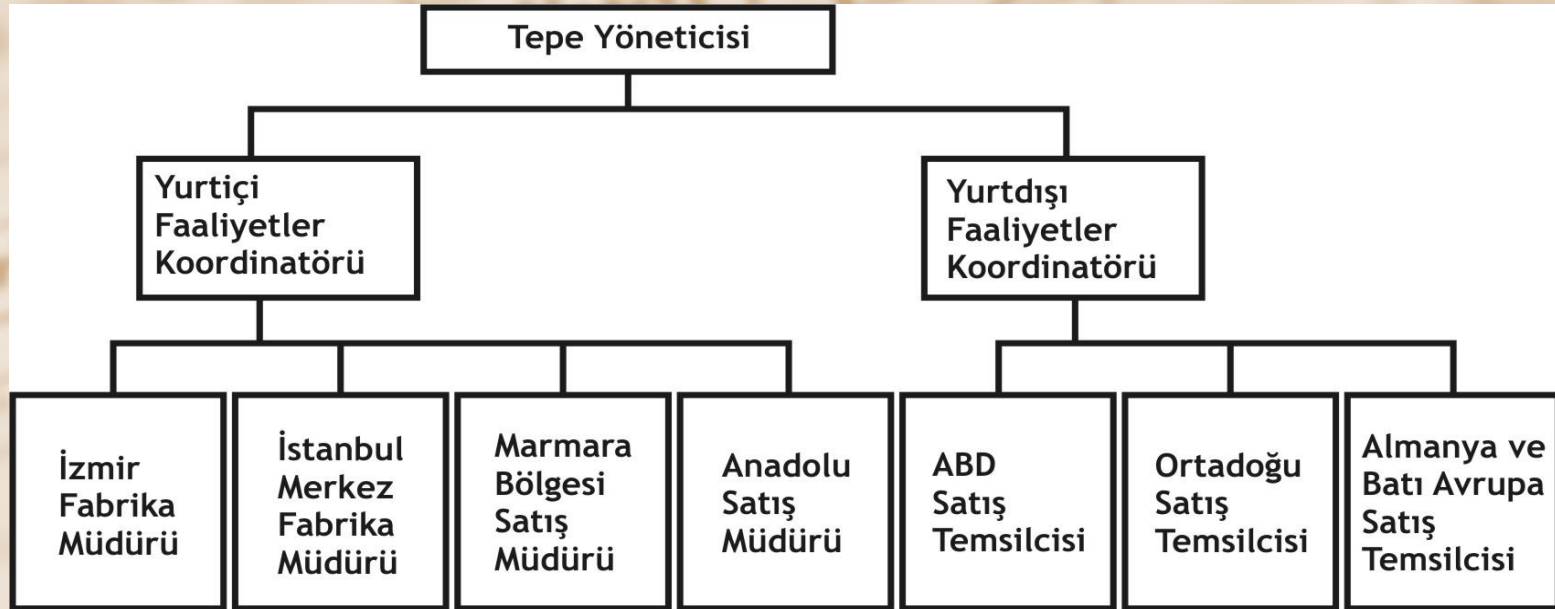 Tepe Yöneticisi
Yurtiçi
Faaliyetler
Koordinatörü
Yurtdışı
Faaliyetler
Koordinatörü
İzmir
Fabrika
Müdürü
İstanbul
Merkez
Fabrika
Müdürü
Marmara
Bölgesi
Satış
Müdürü
Anadolu
Satış
Müdürü
ABD
Satış
Temsilcisi
Ortadoğu
Satış
Temsilcisi
Almanya ve
Batı Avrupa
Satış
Temsilcisi